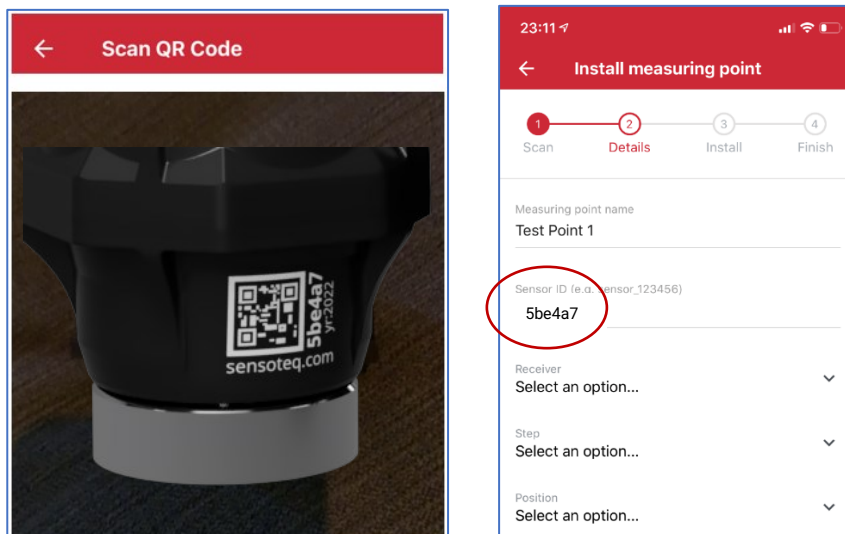 Scan QR Code
5be4a7
yr:2022
sensoteq.com
23:11
Install measuring point
1
2
3
4
Scan
Details
Install
Finish
Measuring point name
Test Point 1
Sensor ID (e.g. sensor_123456)
5be4a7
Receiver
Select an option...
Step
Select an option...
Position
Select an option...